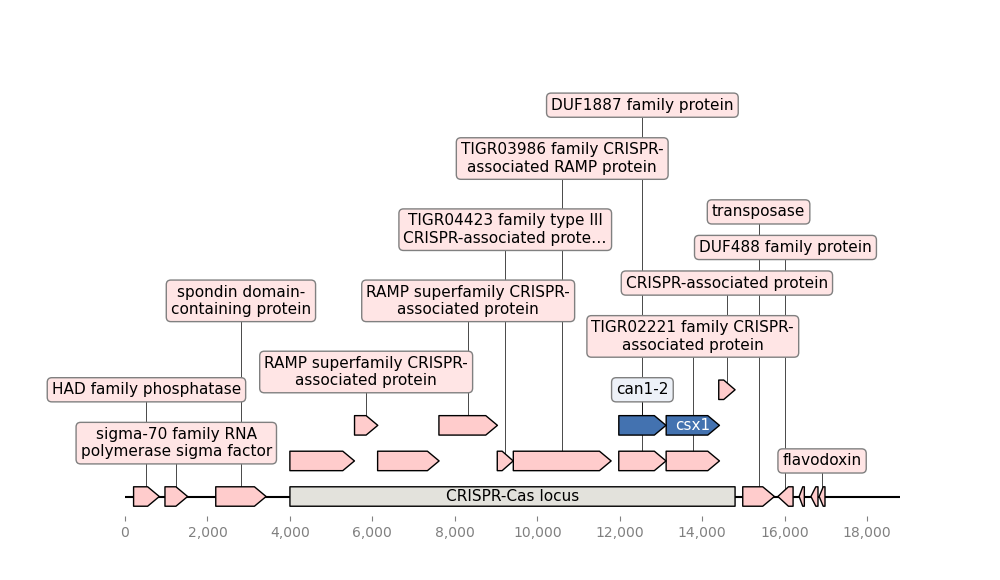 DUF1887 family protein
TIGR03986 family CRISPR-
associated RAMP protein
transposase
TIGR04423 family type III
CRISPR-associated prote…
DUF488 family protein
CRISPR-associated protein
spondin domain-
containing protein
RAMP superfamily CRISPR-
associated protein
TIGR02221 family CRISPR-
associated protein
RAMP superfamily CRISPR-
associated protein
HAD family phosphatase
can1-2
sigma-70 family RNA
polymerase sigma factor
csx1
flavodoxin
CRISPR-Cas locus
0 2,000 4,000 6,000 8,000 10,000 12,000 14,000 16,000 18,000